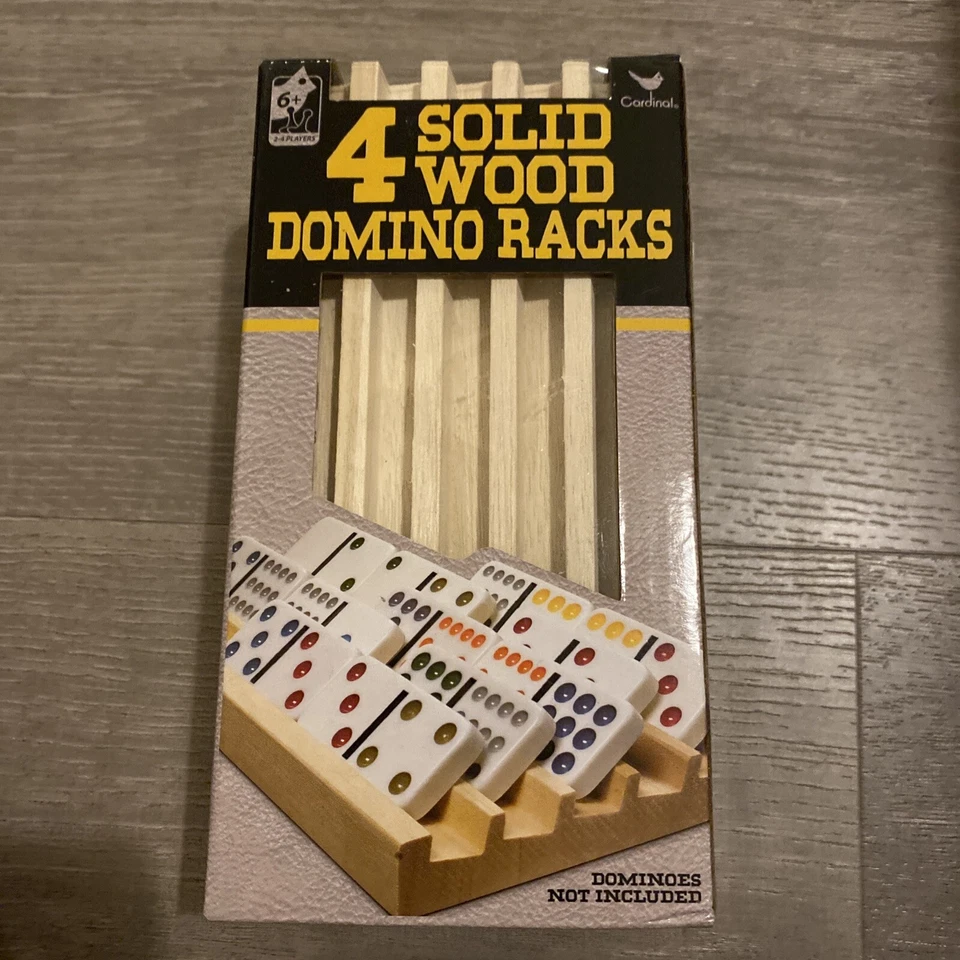 6+
2-4 PLAYERS
Cardinal®
4 SOLID
WOOD
DOMINO RACKS
DOMINOES
NOT INCLUDED